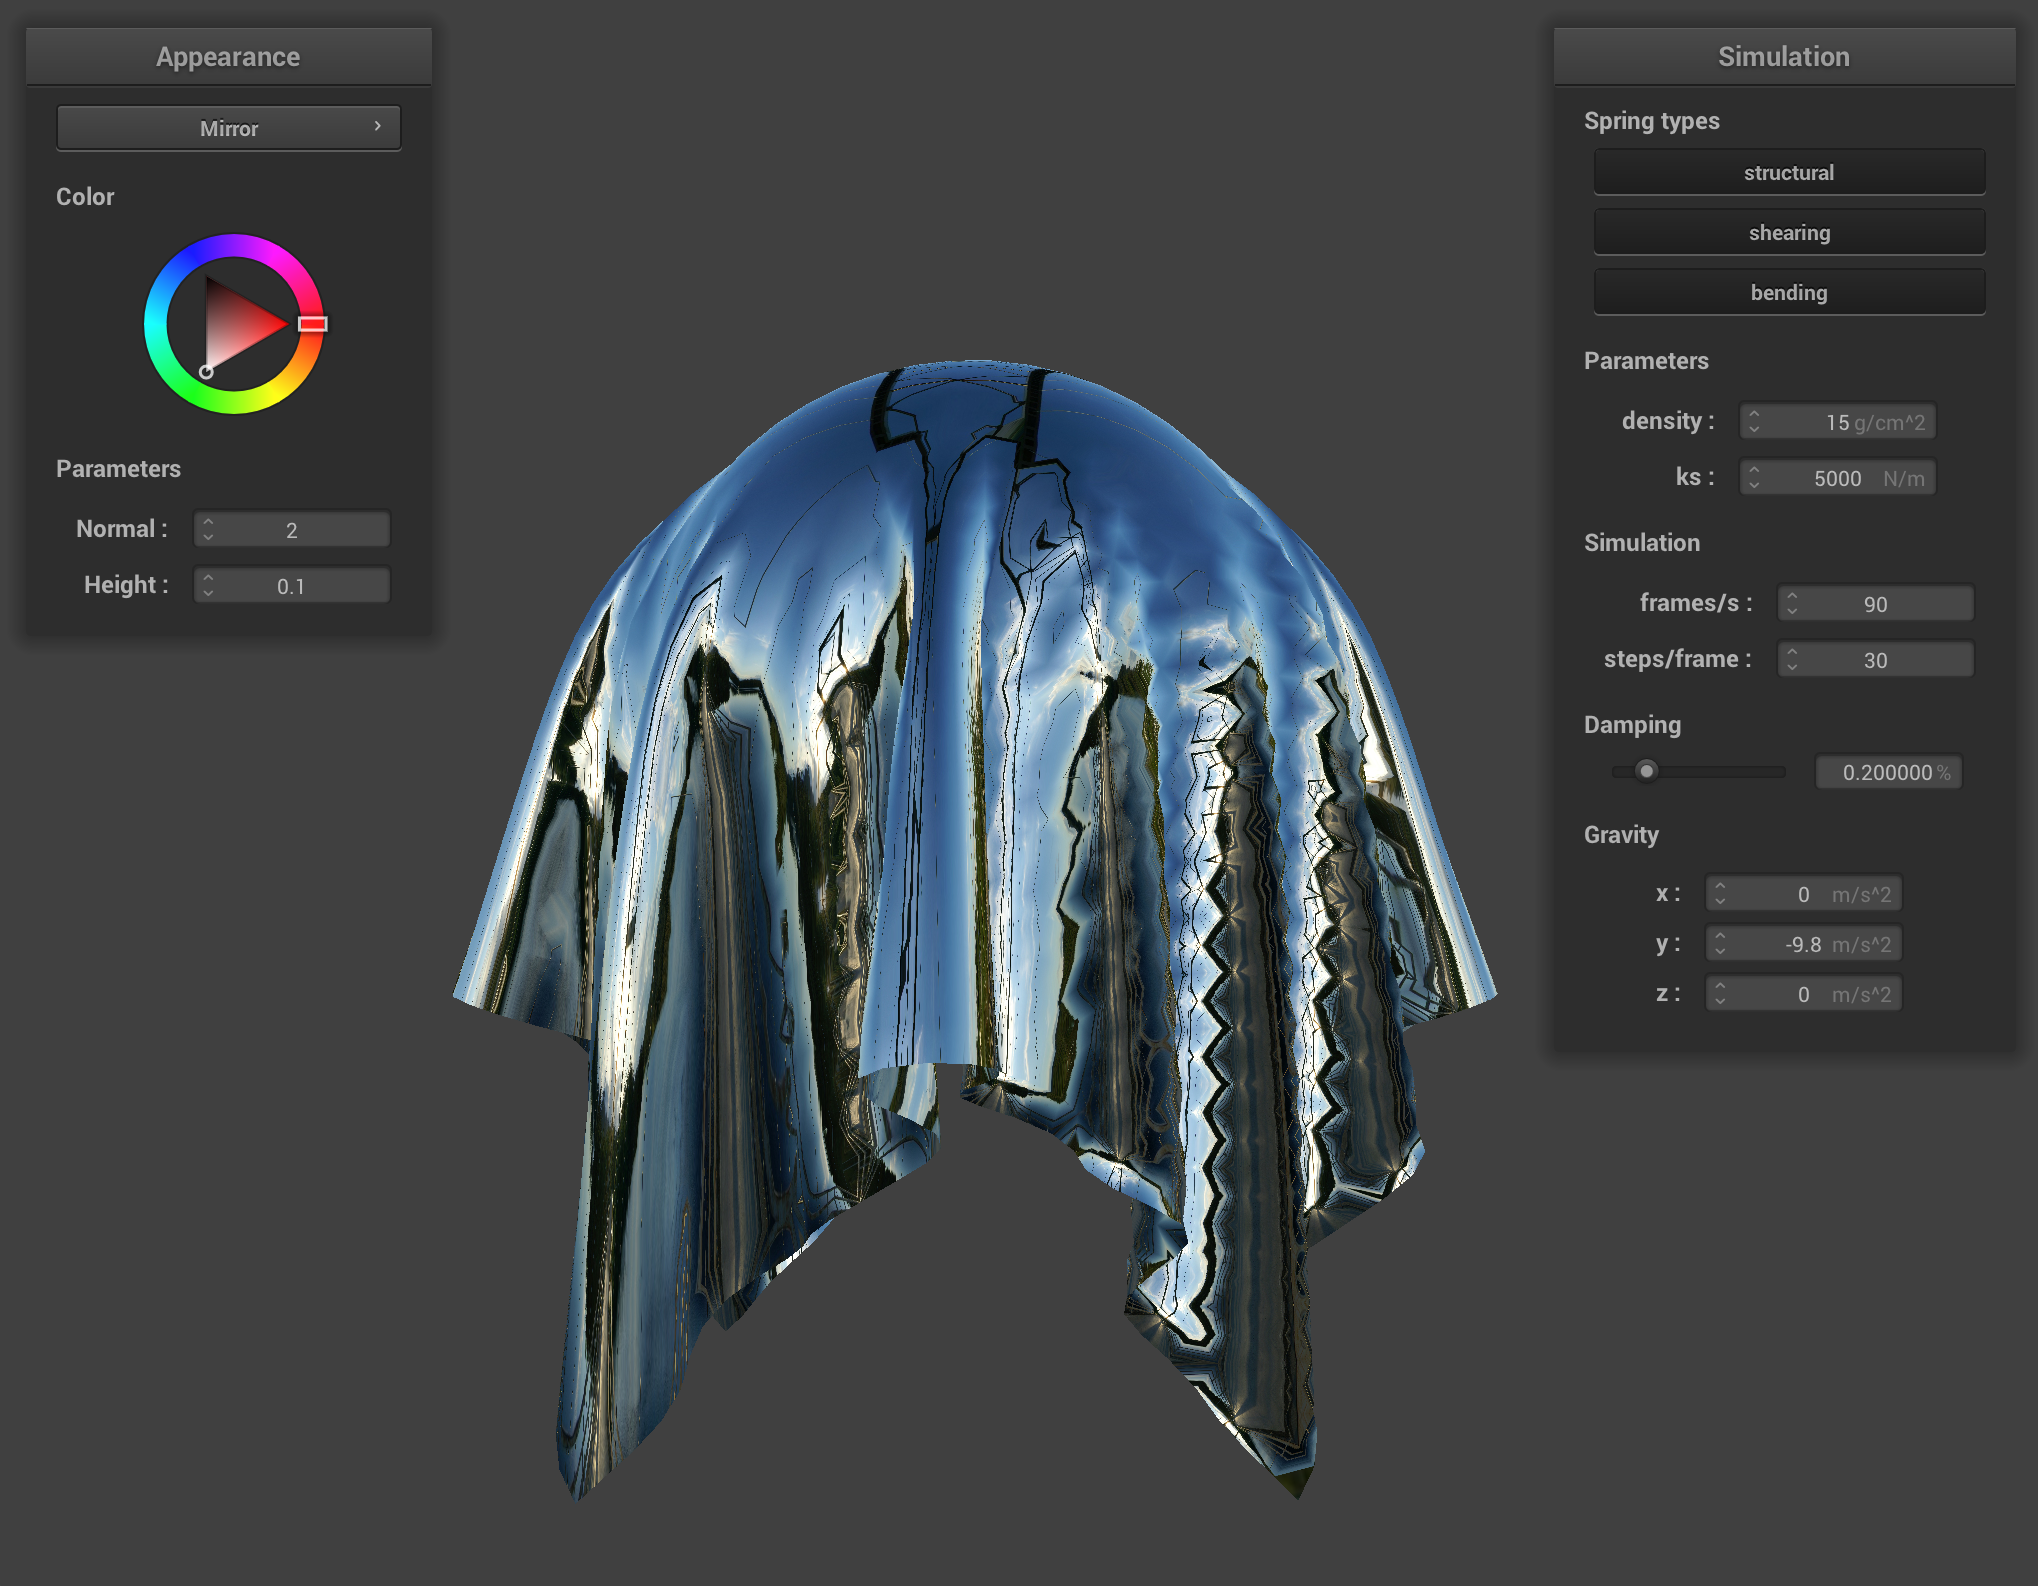 Appearance
Mirror
Color
Parameters
Normal : 2
Height : 0.1
Simulation
Spring types
structural
shearing
bending
Parameters
density : 15 g/cm^2
ks : 5000 N/m
Simulation
frames/s : 90
steps/frame : 30
Damping
0.200000 %
Gravity
x : 0 m/s^2
y : -9.8 m/s^2
z : 0 m/s^2